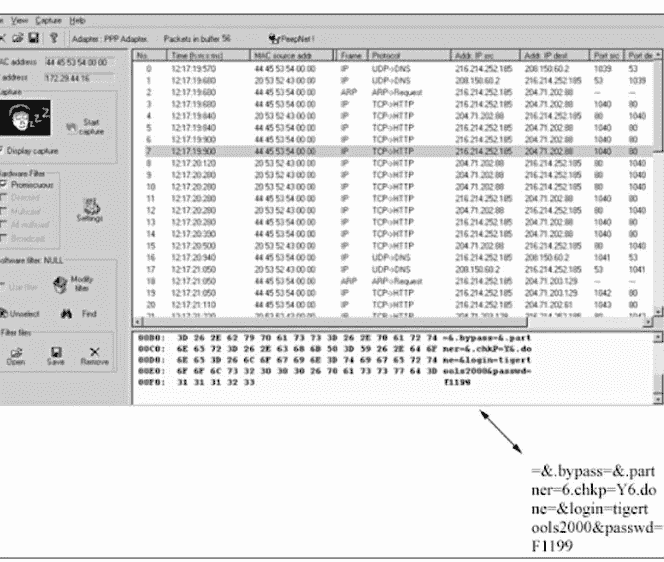 View Capture Help
Adapter: PPP Adapter. Packets in buffer 56 PeepNet !
MAC address 44 45 53 54 00 00
address 172.29.44.16
Capture
Start capture
Display capture
Hardware Filter
Promiscuous
Directed
Multicast
All multicast
Broadcast
Settings
Software filter: NULL
Use filter
Modify filter
Unselect
Find
Filter files
Open Save Remove
No. Time (h:m:s:ms) MAC source addr Frame Protocol Addr. IP src Addr. IP dest Port src Port de
0 12:17:19:570 44 45 53 54 00 00 IP UDP->DNS 216.214.252.185 208.150.60.2 1039 53
1 12:17:19:680 20 53 52 43 00 00 IP UDP->DNS 208.150.60.2 216.214.252.185 53 1039
2 12:17:19:680 44 45 53 54 00 00 ARP ARP->Request 216.214.252.185 204.71.202.88 -- --
3 12:17:19:680 44 45 53 54 00 00 IP TCP->HTTP 216.214.252.185 204.71.202.88 1040 80
4 12:17:19:840 20 53 52 43 00 00 IP TCP->HTTP 204.71.202.88 216.214.252.185 80 1040
5 12:17:19:840 44 45 53 54 00 00 IP TCP->HTTP 216.214.252.185 204.71.202.88 1040 80
6 12:17:19:900 44 45 53 54 00 00 IP TCP->HTTP 216.214.252.185 204.71.202.88 1040 80
7 12:17:19:900 44 45 53 54 00 00 IP TCP->HTTP 216.214.252.185 204.71.202.88 1040 80
8 12:17:20:120 20 53 52 43 00 00 IP TCP->HTTP 204.71.202.88 216.214.252.185 80 1040
9 12:17:20:280 20 53 52 43 00 00 IP TCP->HTTP 204.71.202.88 216.214.252.185 80 1040
10 12:17:20:280 20 53 52 43 00 00 IP TCP->HTTP 204.71.202.88 216.214.252.185 80 1040
11 12:17:20:280 44 45 53 54 00 00 IP TCP->HTTP 216.214.252.185 204.71.202.88 1040 80
12 12:17:20:280 20 53 52 43 00 00 IP TCP->HTTP 204.71.202.88 216.214.252.185 80 1040
13 12:17:20:280 44 45 53 54 00 00 IP TCP->HTTP 216.214.252.185 204.71.202.88 1040 80
14 12:17:20:390 44 45 53 54 00 00 IP TCP->HTTP 216.214.252.185 204.71.202.88 1040 80
15 12:17:20:500 20 53 52 43 00 00 IP TCP->HTTP 204.71.202.88 216.214.252.185 80 1040
16 12:17:20:940 44 45 53 54 00 00 IP UDP->DNS 216.214.252.185 208.150.60.2 1041 53
17 12:17:21:050 20 53 52 43 00 00 IP UDP->DNS 208.150.60.2 216.214.252.185 53 1041
18 12:17:21:050 44 45 53 54 00 00 ARP ARP->Request 216.214.252.185 204.71.203.129 -- --
19 12:17:21:050 44 45 53 54 00 00 IP TCP->HTTP 216.214.252.185 204.71.203.129 1042 80
20 12:17:21:110 44 45 53 54 00 00 IP TCP->HTTP 216.214.252.185 204.71.202.61 1043 80
00B0: 3D 26 2E 62 79 70 61 73 73 3D 26 2E 70 61 72 74 =&.bypass=&.part
00C0: 6E 65 72 3D 26 2E 63 68 6B 50 3D 59 26 2E 64 6F ner=&.chkP=Y&.do
00D0: 6E 65 3D 26 6C 6F 67 69 6E 3D 74 69 67 65 72 74 ne=&login=tigert
00E0: 6F 6F 6C 73 32 30 30 30 26 70 61 73 73 77 64 3D ools2000&passwd=
00F0: 31 31 31 32 33 f1199
=&.bypass=&.part
ner=6.chkp=Y6.do
ne=&login=tigert
ools2000&passwd=
F1199